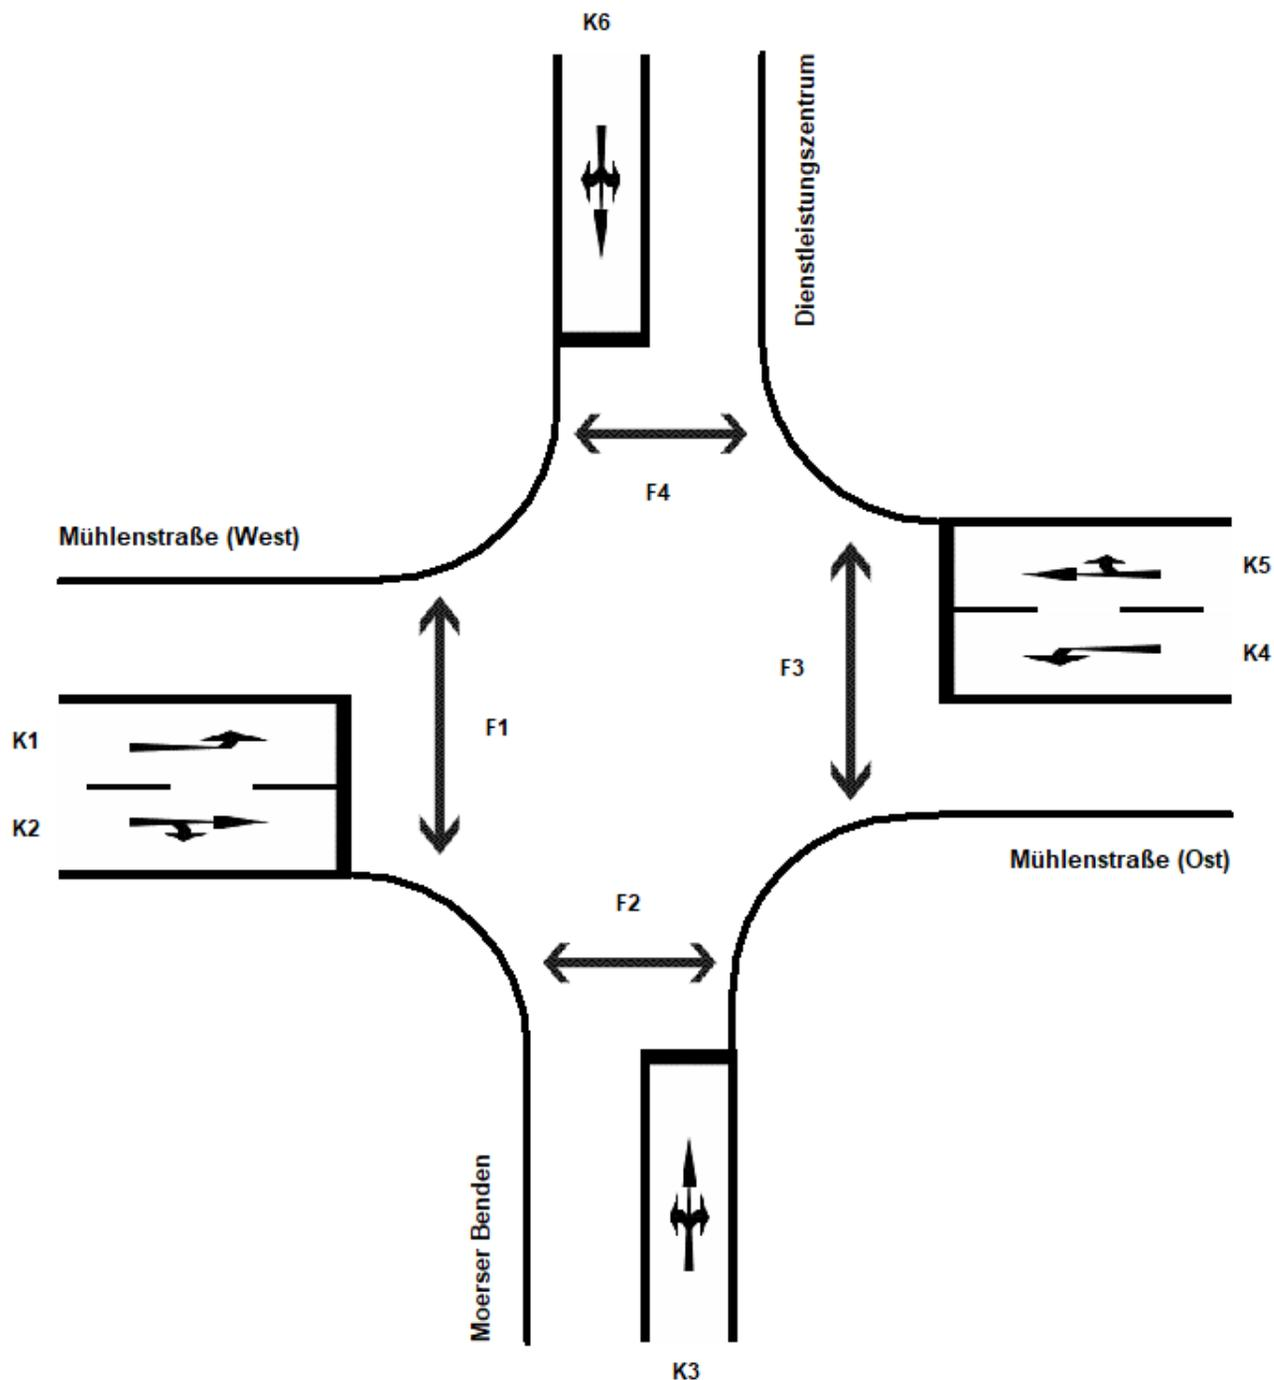 K6
Dienstleistungszentrum
F4
Mühlenstraße (West)
K5
F3
K4
F1
K1
K2
Mühlenstraße (Ost)
F2
Moerser Benden
K3